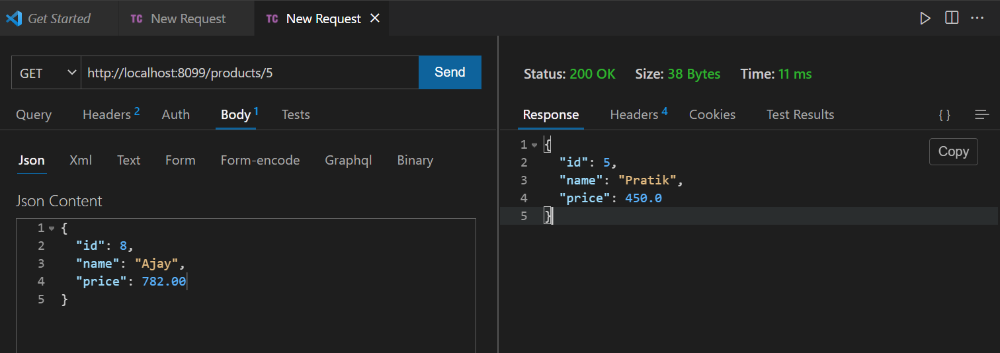 Get Started TC New Request TC New Request
GET http://localhost:8099/products/5 Send
Query Headers 2 Auth Body 1 Tests
Json Xml Text Form Form-encode Graphql Binary
Json Content
1 {
2 "id": 8,
3 "name": "Ajay",
4 "price": 782.00
5 }
Status: 200 OK Size: 38 Bytes Time: 11 ms
Response Headers 4 Cookies Test Results { }
Copy
1 {
2 "id": 5,
3 "name": "Pratik",
4 "price": 450.0
5 }